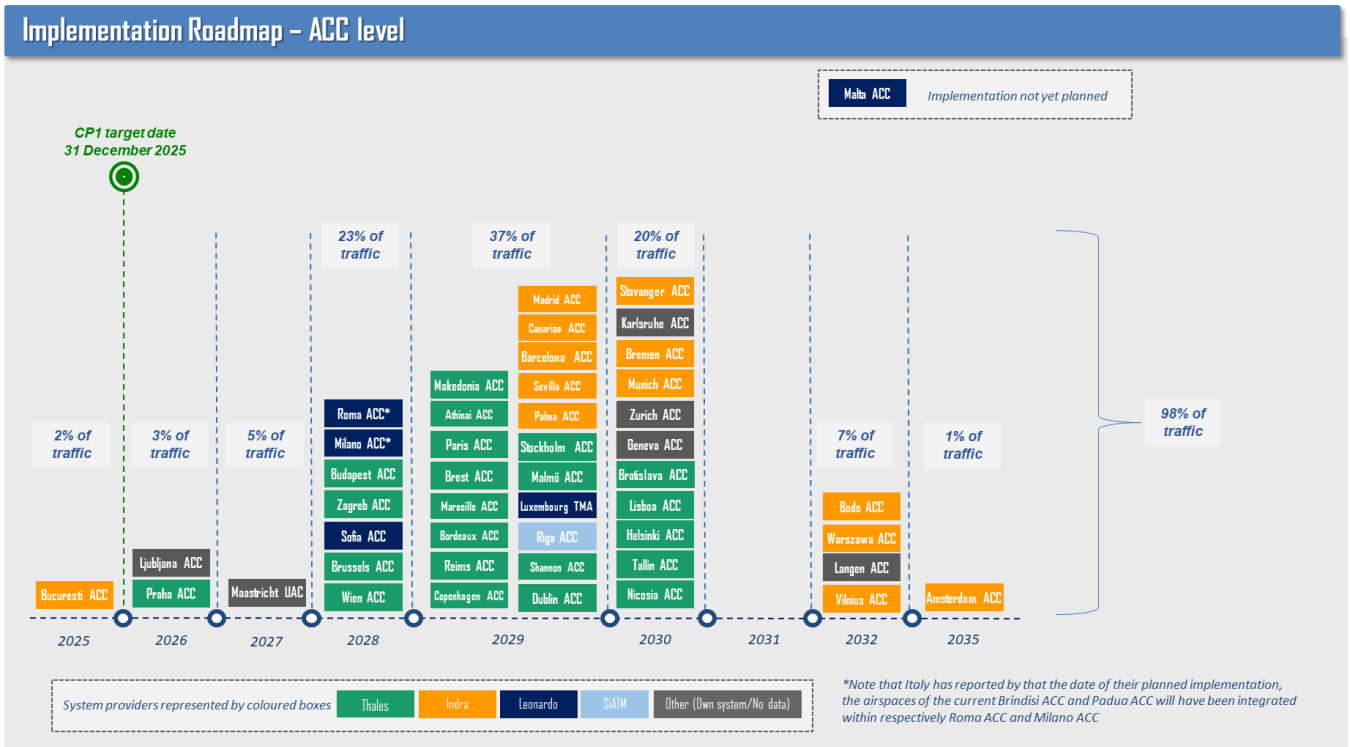 Implementation Roadmap – ACC level
Malta ACC
Implementation not yet planned
CP1 target date
31 December 2025
2% of
traffic
3% of
traffic
5% of
traffic
23% of
traffic
37% of
traffic
20% of
traffic
7% of
traffic
1% of
traffic
98% of
traffic
Bucuresti ACC
Ljubljana ACC
Praha ACC
Maastricht UAC
Roma ACC*
Milano ACC*
Budapest ACC
Zagreb ACC
Sofia ACC
Brussels ACC
Wien ACC
Makedonia ACC
Athinai ACC
Paris ACC
Brest ACC
Marseille ACC
Bordeaux ACC
Reims ACC
Copenhagen ACC
Madrid ACC
Canarias ACC
Barcelona ACC
Sevilla ACC
Palma ACC
Stockholm ACC
Malmö ACC
Luxembourg TMA
Riga ACC
Shannon ACC
Dublin ACC
Stavanger ACC
Karlsruhe ACC
Bremen ACC
Munich ACC
Zurich ACC
Geneva ACC
Bratislava ACC
Lisboa ACC
Helsinki ACC
Tallin ACC
Nicosia ACC
Bodo ACC
Warszawa ACC
Langen ACC
Vilnius ACC
Amsterdam ACC
2025
2026
2027
2028
2029
2030
2031
2032
2035
System providers represented by coloured boxes
Thales
Indra
Leonardo
SiATM
Other (Own system/No data)
*Note that Italy has reported by that the date of their planned implementation,
the airspaces of the current Brindisi ACC and Padua ACC will have been integrated
within respectively Roma ACC and Milano ACC